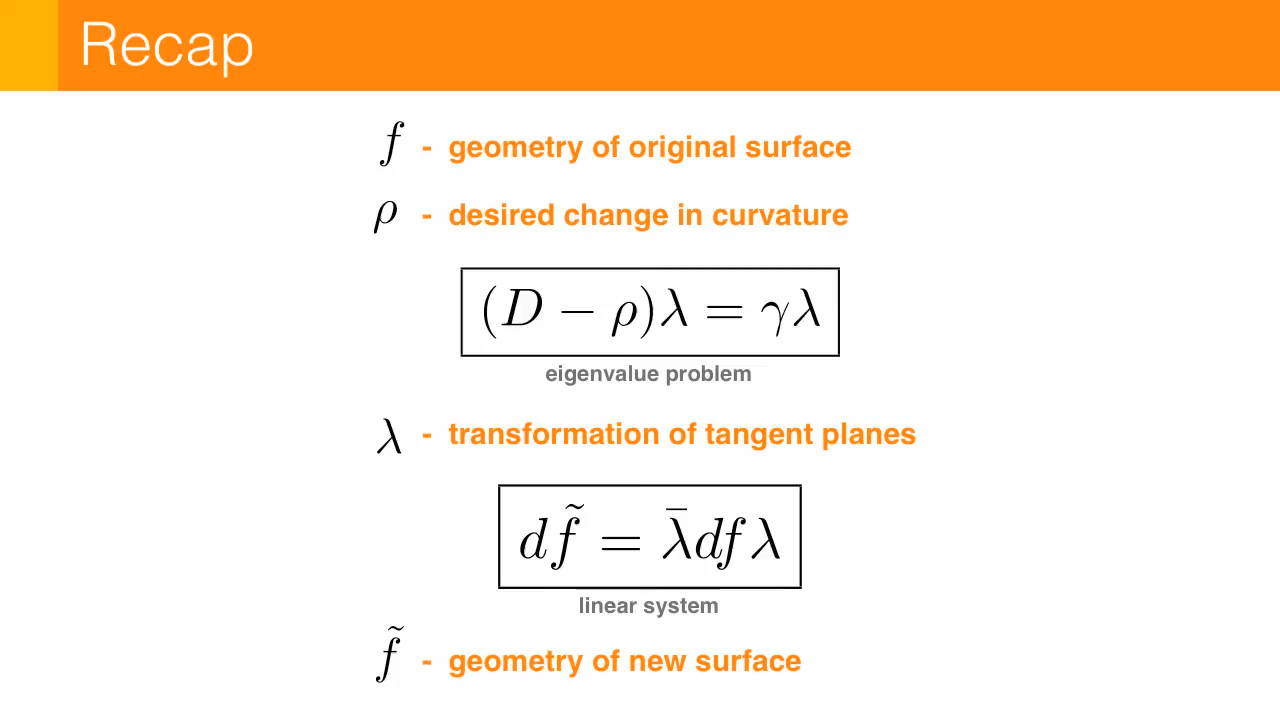 Recap
f - geometry of original surface
ρ - desired change in curvature
(D − ρ)λ = γλ
eigenvalue problem
λ - transformation of tangent planes
df̃ = λ̄dfλ
linear system
f̃ - geometry of new surface